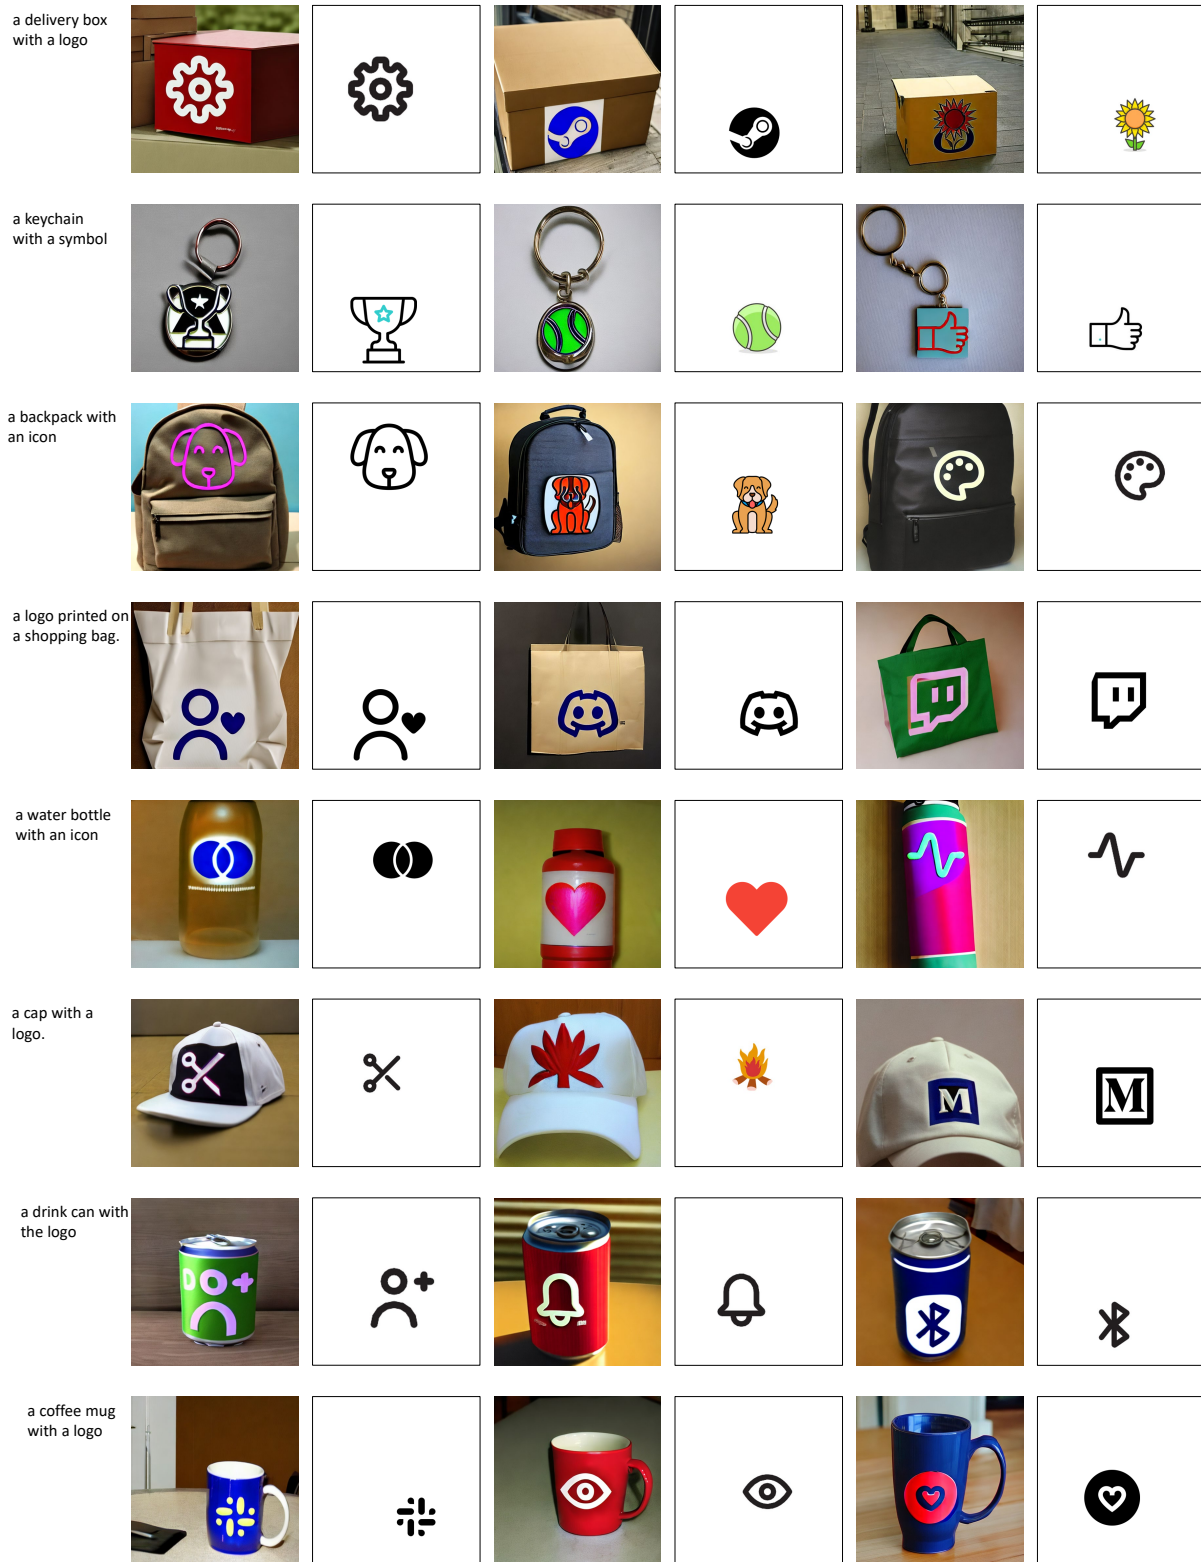 a delivery box
with a logo
a keychain
with a symbol
a backpack with
an icon
a logo printed on
a shopping bag.
a water bottle
with an icon
a cap with a
logo.
M
M
a drink can with
the logo
DO+
a coffee mug
with a logo